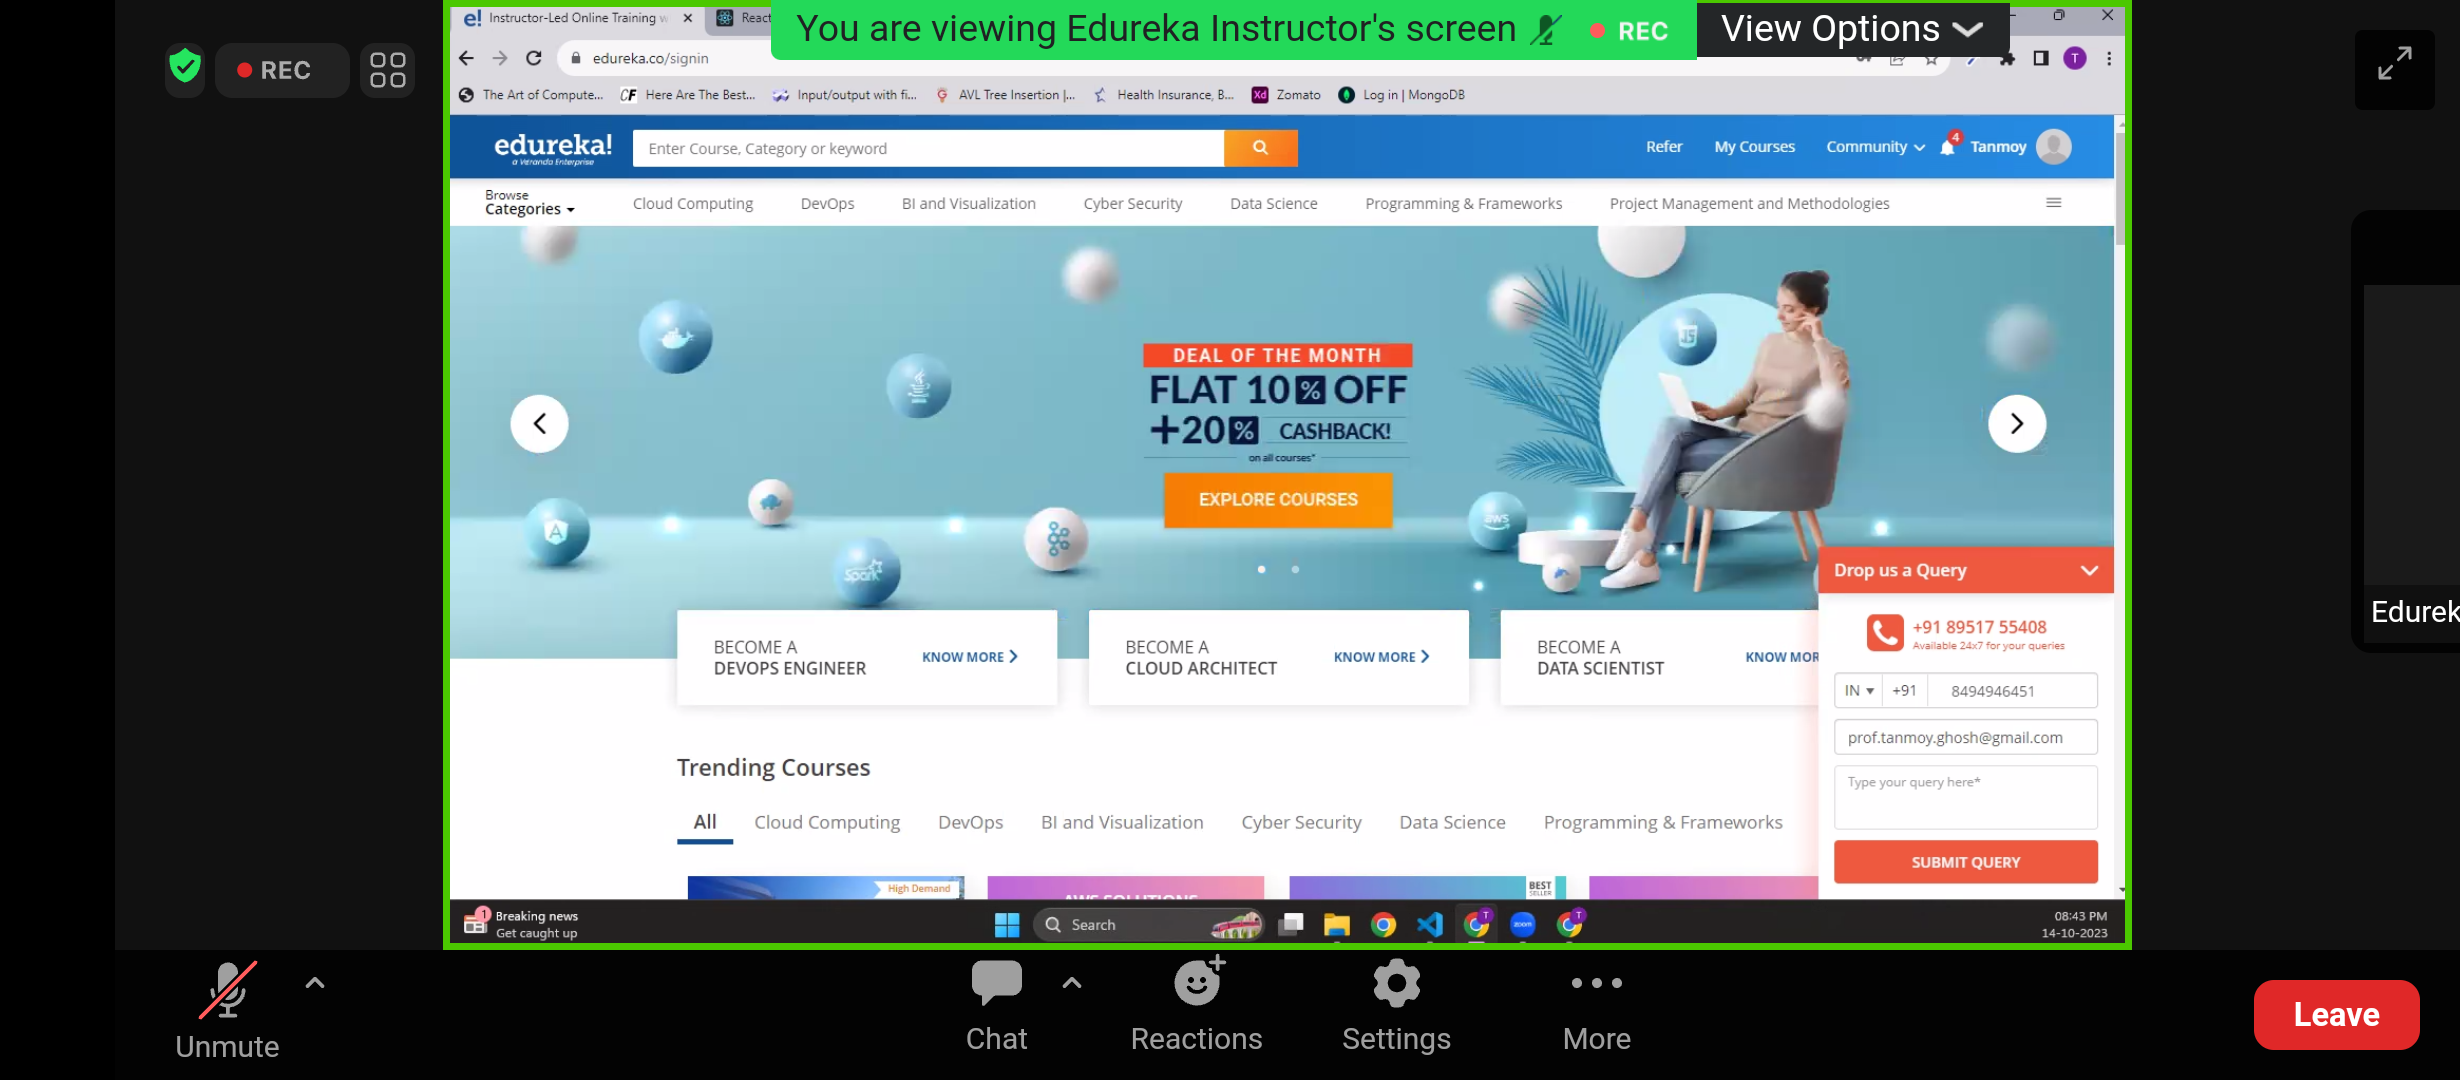 REC
You are viewing Edureka Instructor's screen
REC
View Options
Instructor-Led Online Training w
React
edureka.co/signin
T
The Art of Compute...
Here Are The Best...
Input/output with fi...
AVL Tree Insertion |...
Health Insurance, B...
Zomato
Log in | MongoDB
edureka!
a Veranda Enterprise
Enter Course, Category or keyword
Refer
My Courses
Community
4
Tanmoy
Browse
Categories
Cloud Computing
DevOps
BI and Visualization
Cyber Security
Data Science
Programming & Frameworks
Project Management and Methodologies
DEAL OF THE MONTH
FLAT 10% OFF
+20% CASHBACK!
on all courses*
EXPLORE COURSES
JS
A
Spark
aws
BECOME A
DEVOPS ENGINEER
KNOW MORE
BECOME A
CLOUD ARCHITECT
KNOW MORE
BECOME A
DATA SCIENTIST
KNOW MOR
Drop us a Query
+91 89517 55408
Available 24x7 for your queries
IN
+91
8494946451
prof.tanmoy.ghosh@gmail.com
Type your query here*
SUBMIT QUERY
Trending Courses
All
Cloud Computing
DevOps
BI and Visualization
Cyber Security
Data Science
Programming & Frameworks
High Demand
AWS SOLUTIONS
BEST
SELLER
1
Breaking news
Get caught up
Search
zoom
08:43 PM
14-10-2023
Edurek
Unmute
Chat
Reactions
Settings
More
Leave